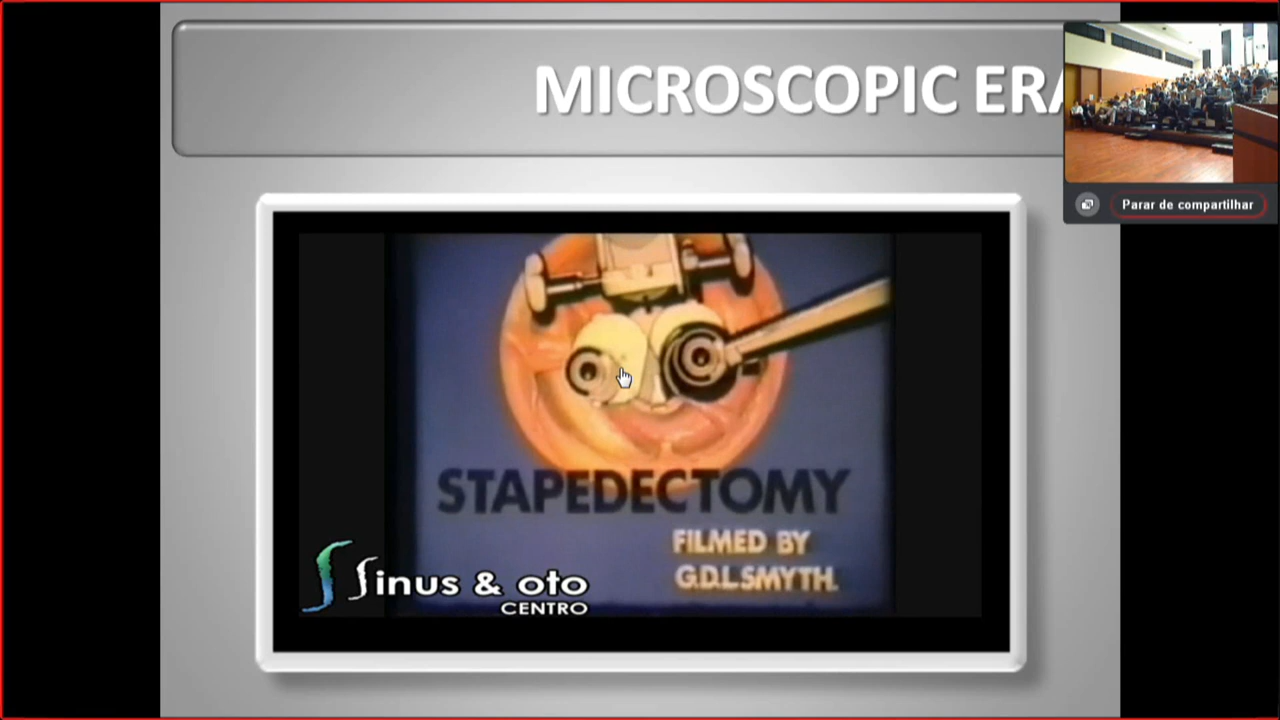 MICROSCOPIC ERA
Parar de compartilhar
STAPEDECTOMY
FILMED BY
G.D.L.SMYTH.
Sinus & oto
CENTRO